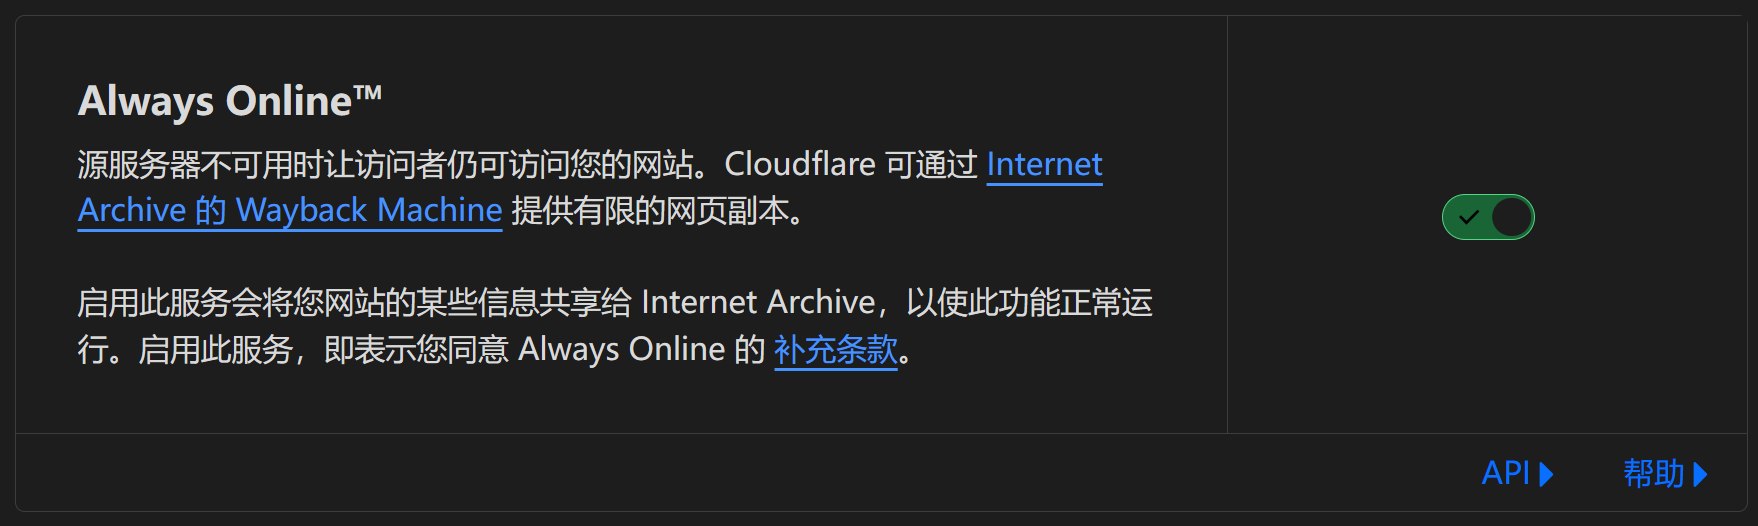 Always Online™
源服务器不可用时让访问者仍可访问您的网站。Cloudflare 可通过 Internet
Archive 的 Wayback Machine 提供有限的网页副本。
启用此服务会将您网站的某些信息共享给 Internet Archive，以使此功能正常运
行。启用此服务，即表示您同意 Always Online 的 补充条款。
API
帮助